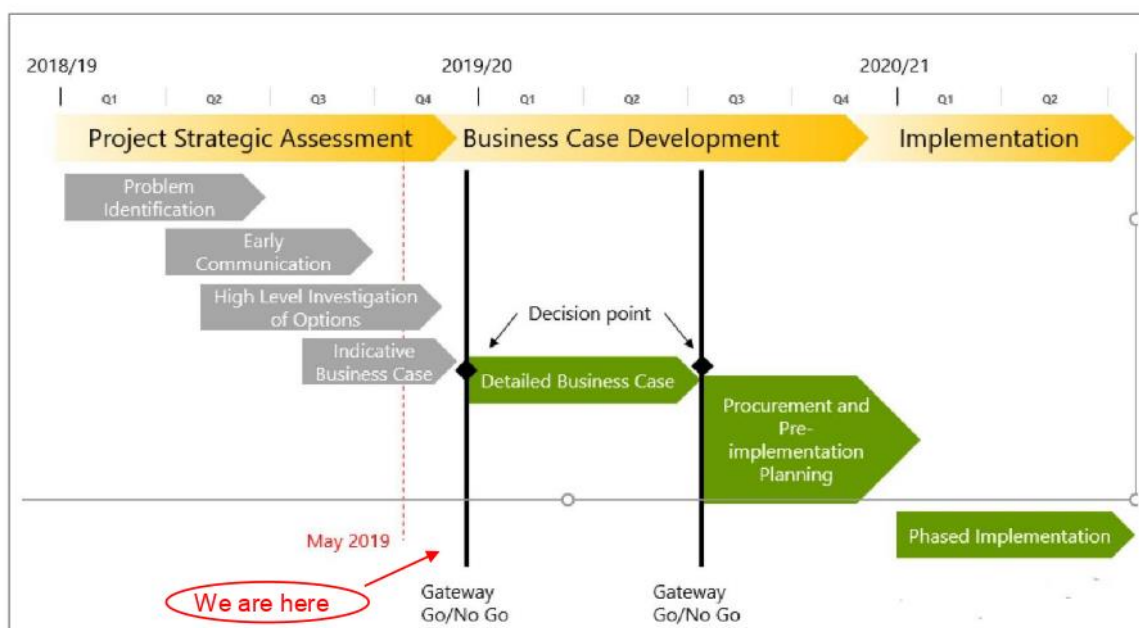 2018/19
2019/20
2020/21
Q1
Q2
Q3
Q4
Q1
Q2
Q3
Q4
Q1
Q2
Project Strategic Assessment
Business Case Development
Implementation
Problem
Identification
Early
Communication
High Level Investigation
of Options
Indicative
Business Case
Decision point
Detailed Business Case
Procurement and
Pre-
implementation
Planning
Phased Implementation
May 2019
We are here
Gateway
Go/No Go
Gateway
Go/No Go